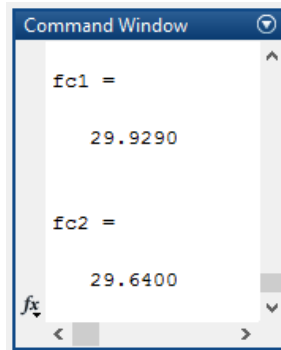 Command Window
fc1 =
29.9290
fc2 =
29.6400
fx